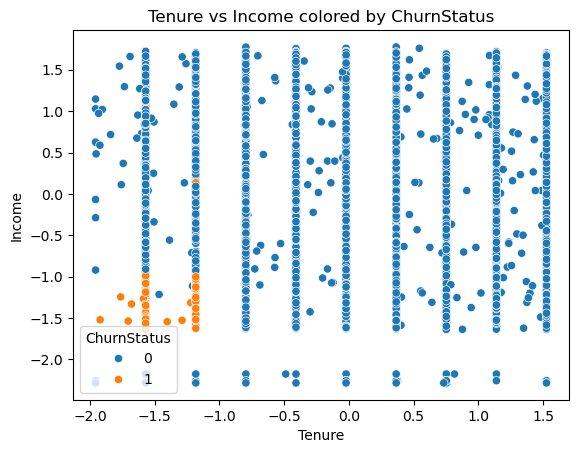 Tenure vs Income colored by ChurnStatus
Income
1.5
1.0
0.5
0.0
−0.5
−1.0
−1.5
−2.0
ChurnStatus
0
1
−2.0 −1.5 −1.0 −0.5 0.0 0.5 1.0 1.5
Tenure